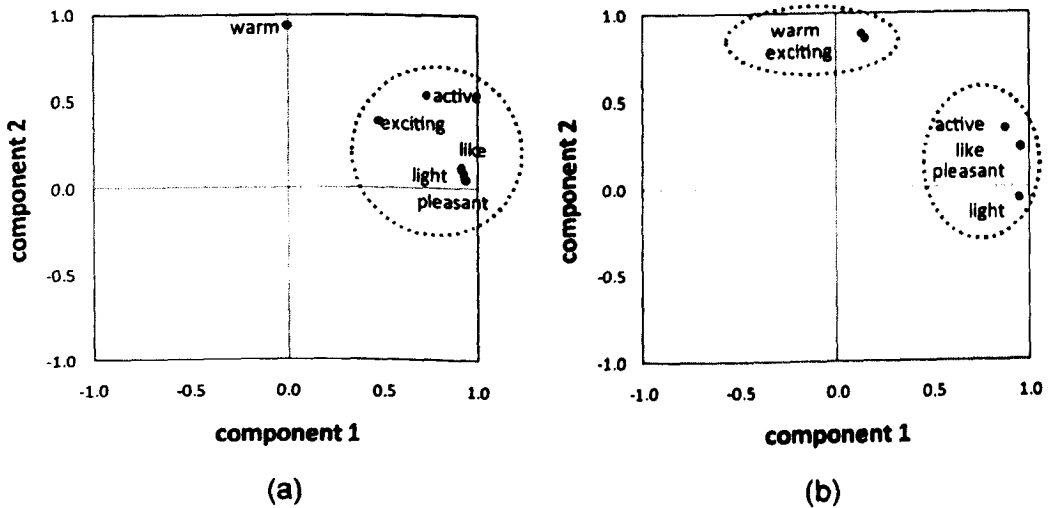 1.0
warm
0.5
active
exciting
like
light
0.0
pleasant
-0.5
-1.0
-1.0
-0.5
0.0
0.5
1.0
component 2
component 1
(a)
1.0
warm
exciting
0.5
active
like
pleasant
0.0
light
-0.5
-1.0
-1.0
-0.5
0.0
0.5
1.0
component 2
component 1
(b)